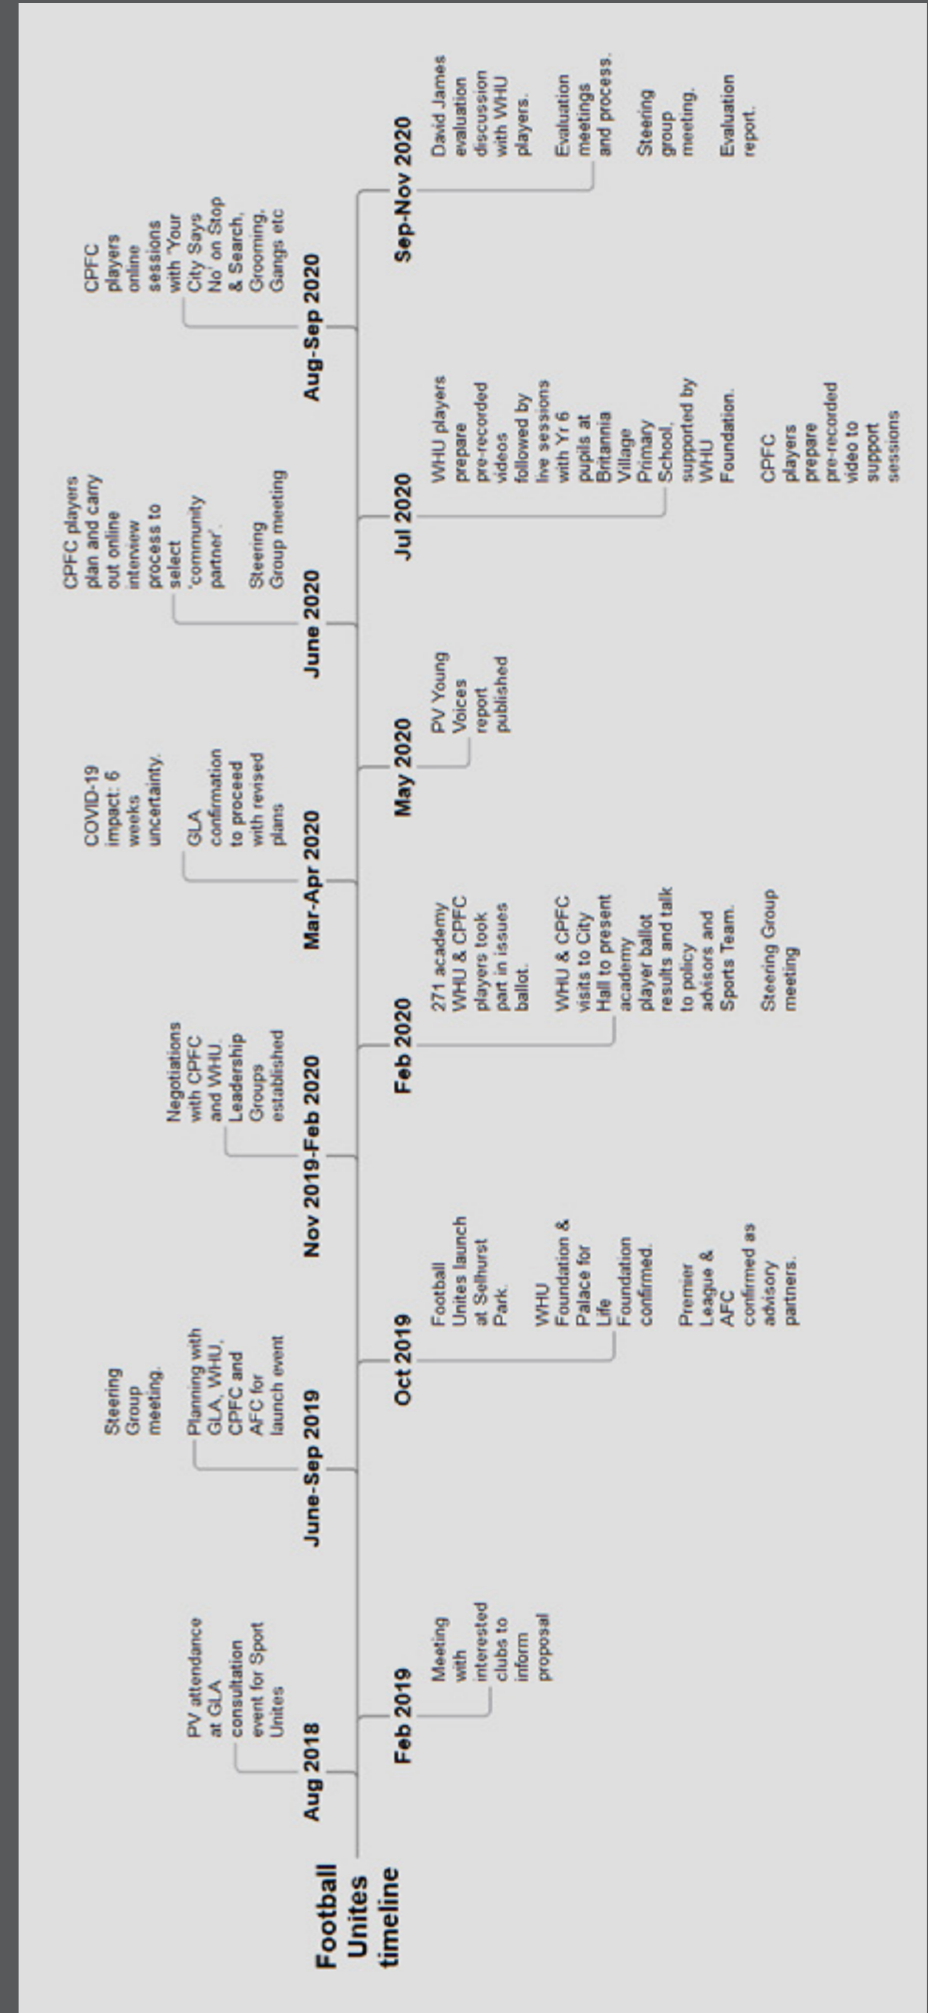 Football
Unites
timeline
Aug 2018
PV attendance
at GLA
consultation
event for Sport
Unites
Feb 2019
Meeting
with
interested
clubs to
inform
proposal
June-Sep 2019
Steering
Group
meeting.
Planning with
GLA, WHU,
CPFC and
AFC for
launch event
Oct 2019
Football
Unites launch
at Selhurst
Park.
WHU
Foundation &
Palace for
Life
Foundation
confirmed.
Premier
League &
AFC
confirmed as
advisory
partners.
Nov 2019-Feb 2020
Negotiations
with CPFC
and WHU.
Leadership
Groups
established
Feb 2020
271 academy
WHU & CPFC
players took
part in issues
ballot.
WHU & CPFC
visits to City
Hall to present
academy
player ballot
results and talk
to policy
advisors and
Sports Team.
Steering Group
meeting
Mar-Apr 2020
COVID-19
impact: 6
weeks
uncertainty.
GLA
confirmation
to proceed
with revised
plans
May 2020
PV Young
Voices
report
published
June 2020
CPFC players
plan and carry
out online
interview
process to
select
'community
partner'.
Steering
Group meeting
Jul 2020
WHU players
prepare
pre-recorded
videos
followed by
live sessions
with Yr 6
pupils at
Britannia
Village
Primary
School,
supported by
WHU
Foundation.
CPFC
players
prepare
pre-recorded
video to
support
sessions
Aug-Sep 2020
CPFC
players
online
sessions
with 'Your
City Says
No' on Stop
& Search,
Grooming,
Gangs etc
Sep-Nov 2020
David James
evaluation
discussion
with WHU
players.
Evaluation
meetings
and process.
Steering
group
meeting.
Evaluation
report.